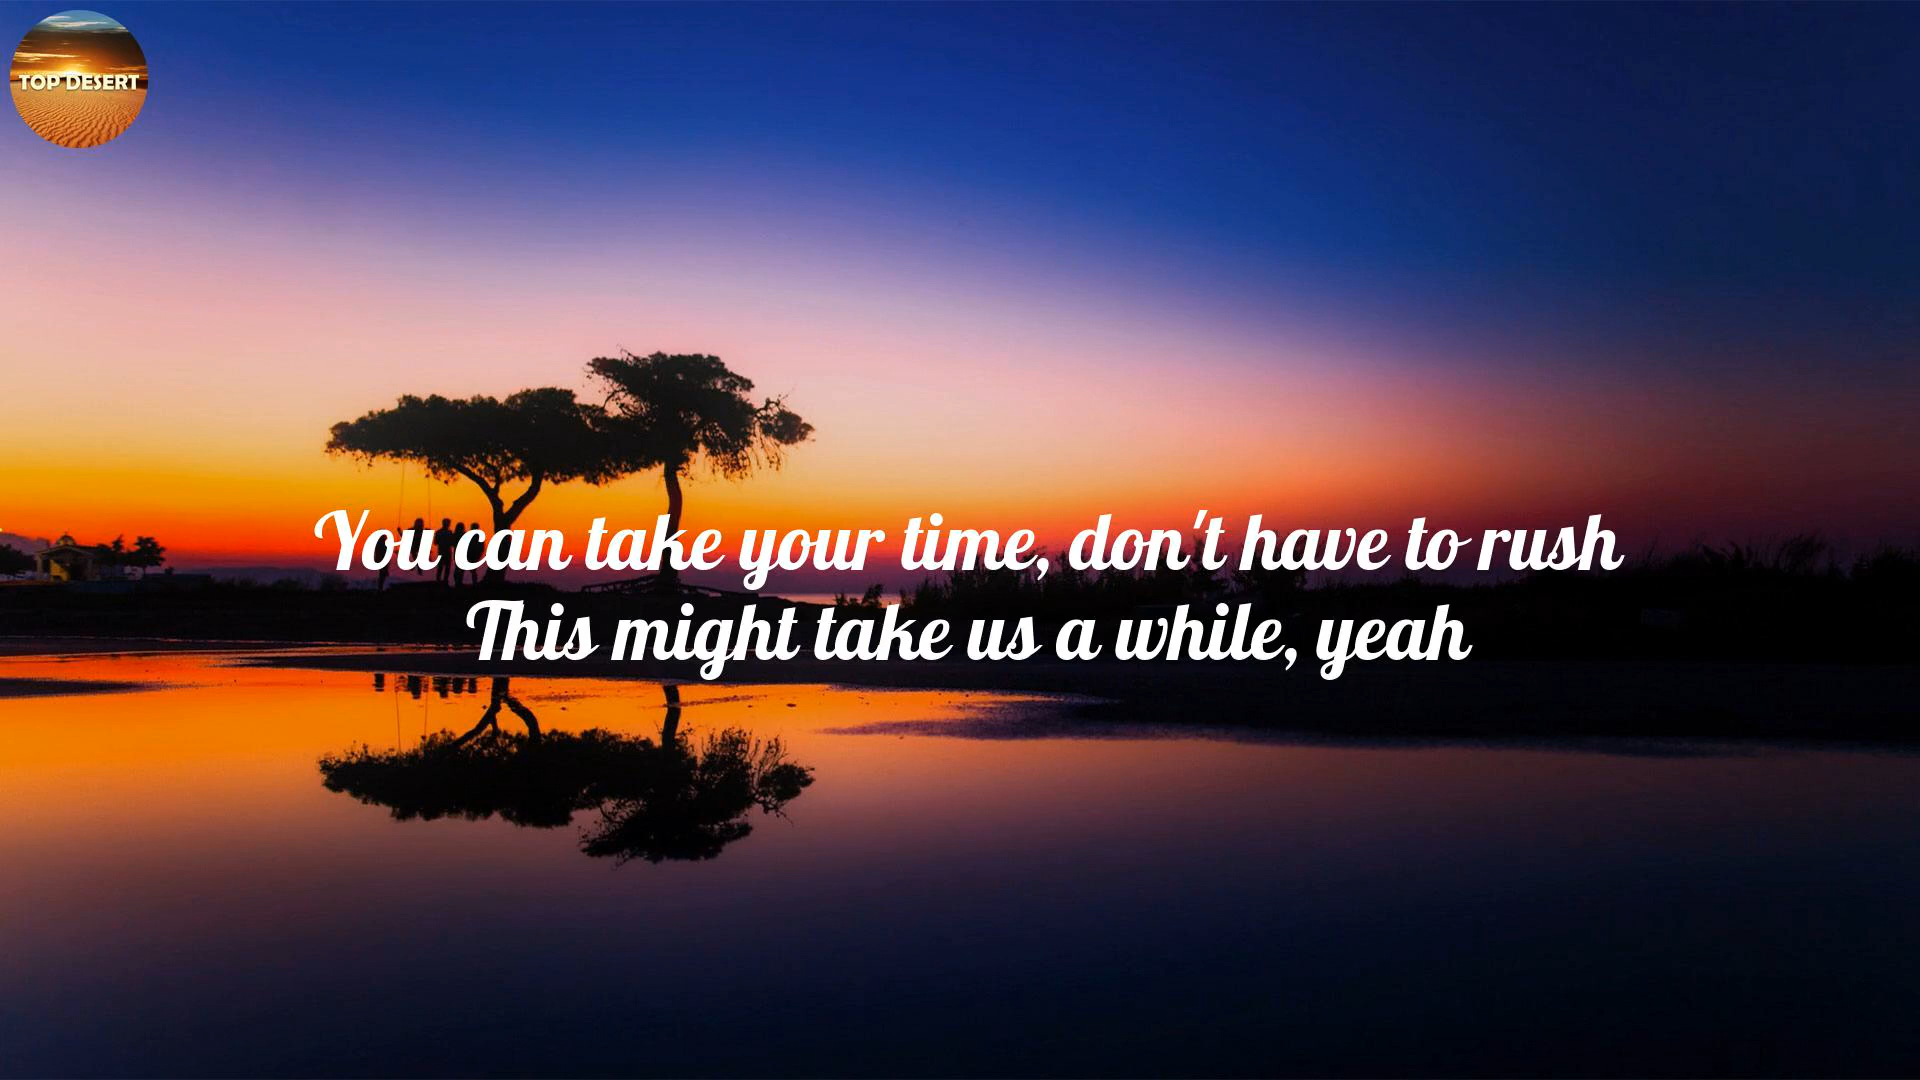 TOP DESERT
You can take your time, don't have to rush
This might take us a while, yeah